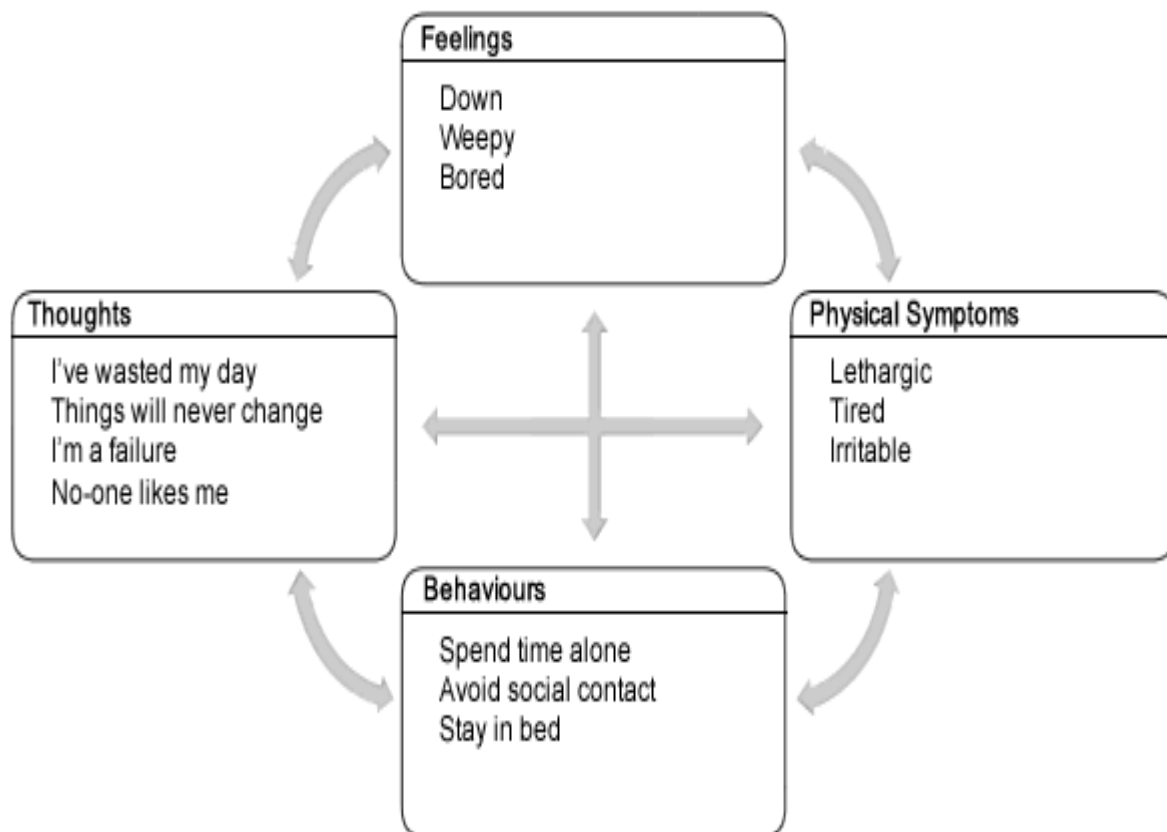 Feelings
Down
Weepy
Bored
Thoughts
I've wasted my day
Things will never change
I'm a failure
No-one likes me
Physical Symptoms
Lethargic
Tired
Irritable
Behaviours
Spend time alone
Avoid social contact
Stay in bed